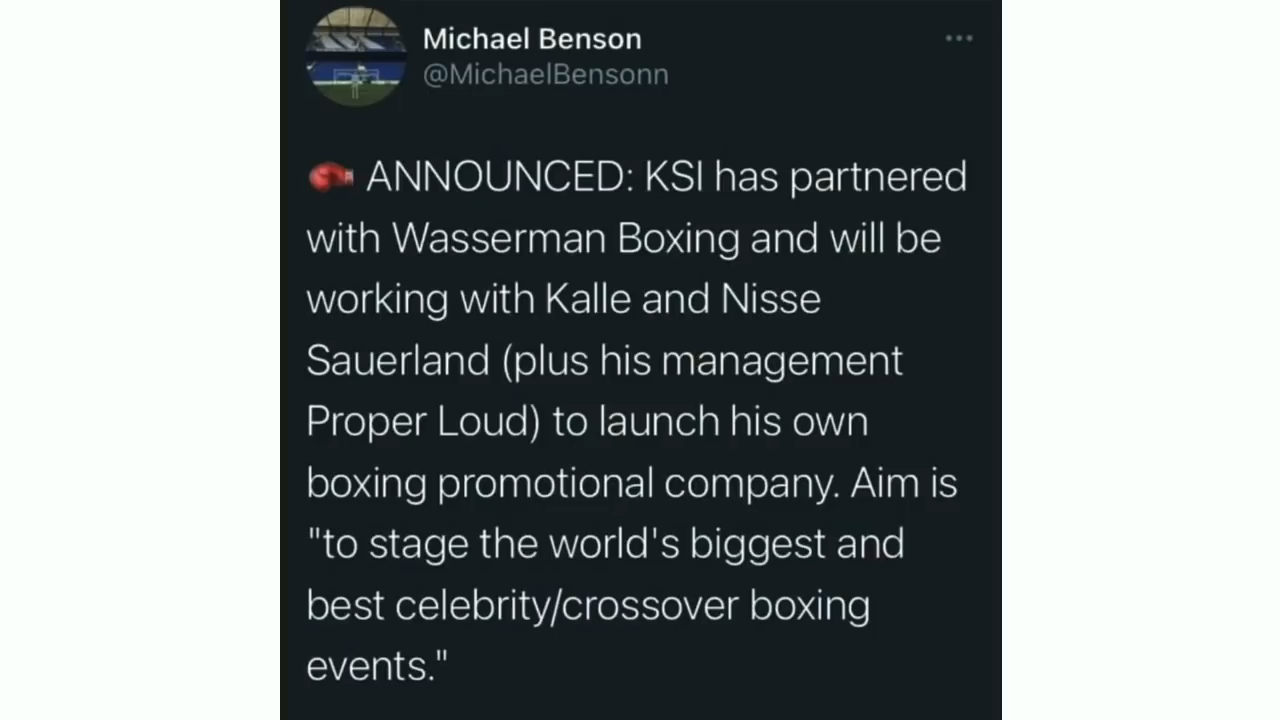 Michael Benson
@MichaelBensonn
🥊 ANNOUNCED: KSI has partnered
with Wasserman Boxing and will be
working with Kalle and Nisse
Sauerland (plus his management
Proper Loud) to launch his own
boxing promotional company. Aim is
"to stage the world's biggest and
best celebrity/crossover boxing
events."